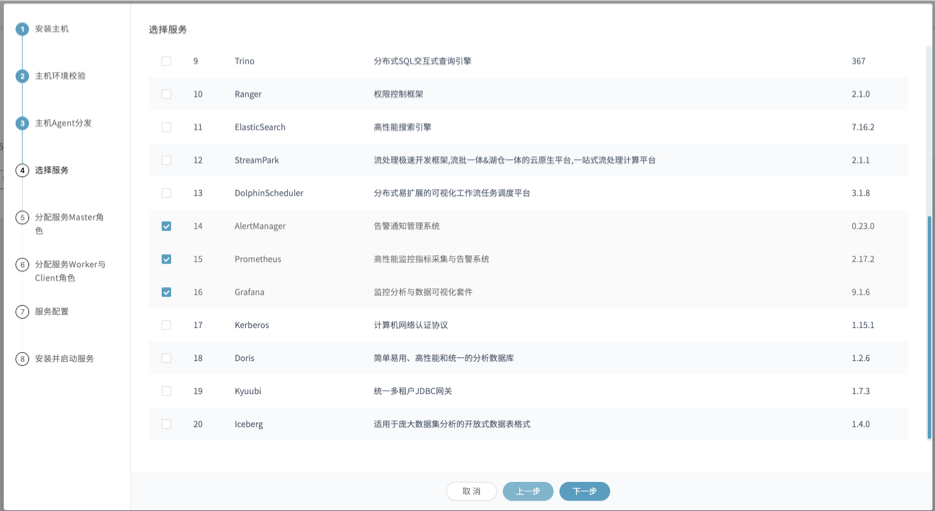 1 安装主机
2 主机环境校验
3 主机Agent分发
4 选择服务
5 分配服务Master角
色
6 分配服务Worker与
Client角色
7 服务配置
8 安装并启动服务
选择服务
9 Trino 分布式SQL交互式查询引擎 367
10 Ranger 权限控制框架 2.1.0
11 ElasticSearch 高性能搜索引擎 7.16.2
12 StreamPark 流处理极速开发框架,流批一体&湖仓一体的云原生平台,一站式流处理计算平台 2.1.1
13 DolphinScheduler 分布式易扩展的可视化工作流任务调度平台 3.1.8
14 AlertManager 告警通知管理系统 0.23.0
15 Prometheus 高性能监控指标采集与告警系统 2.17.2
16 Grafana 监控分析与数据可视化套件 9.1.6
17 Kerberos 计算机网络认证协议 1.15.1
18 Doris 简单易用、高性能和统一的分析数据库 1.2.6
19 Kyuubi 统一多租户JDBC网关 1.7.3
20 Iceberg 适用于庞大数据集分析的开放式数据表格式 1.4.0
取 消 上一步 下一步